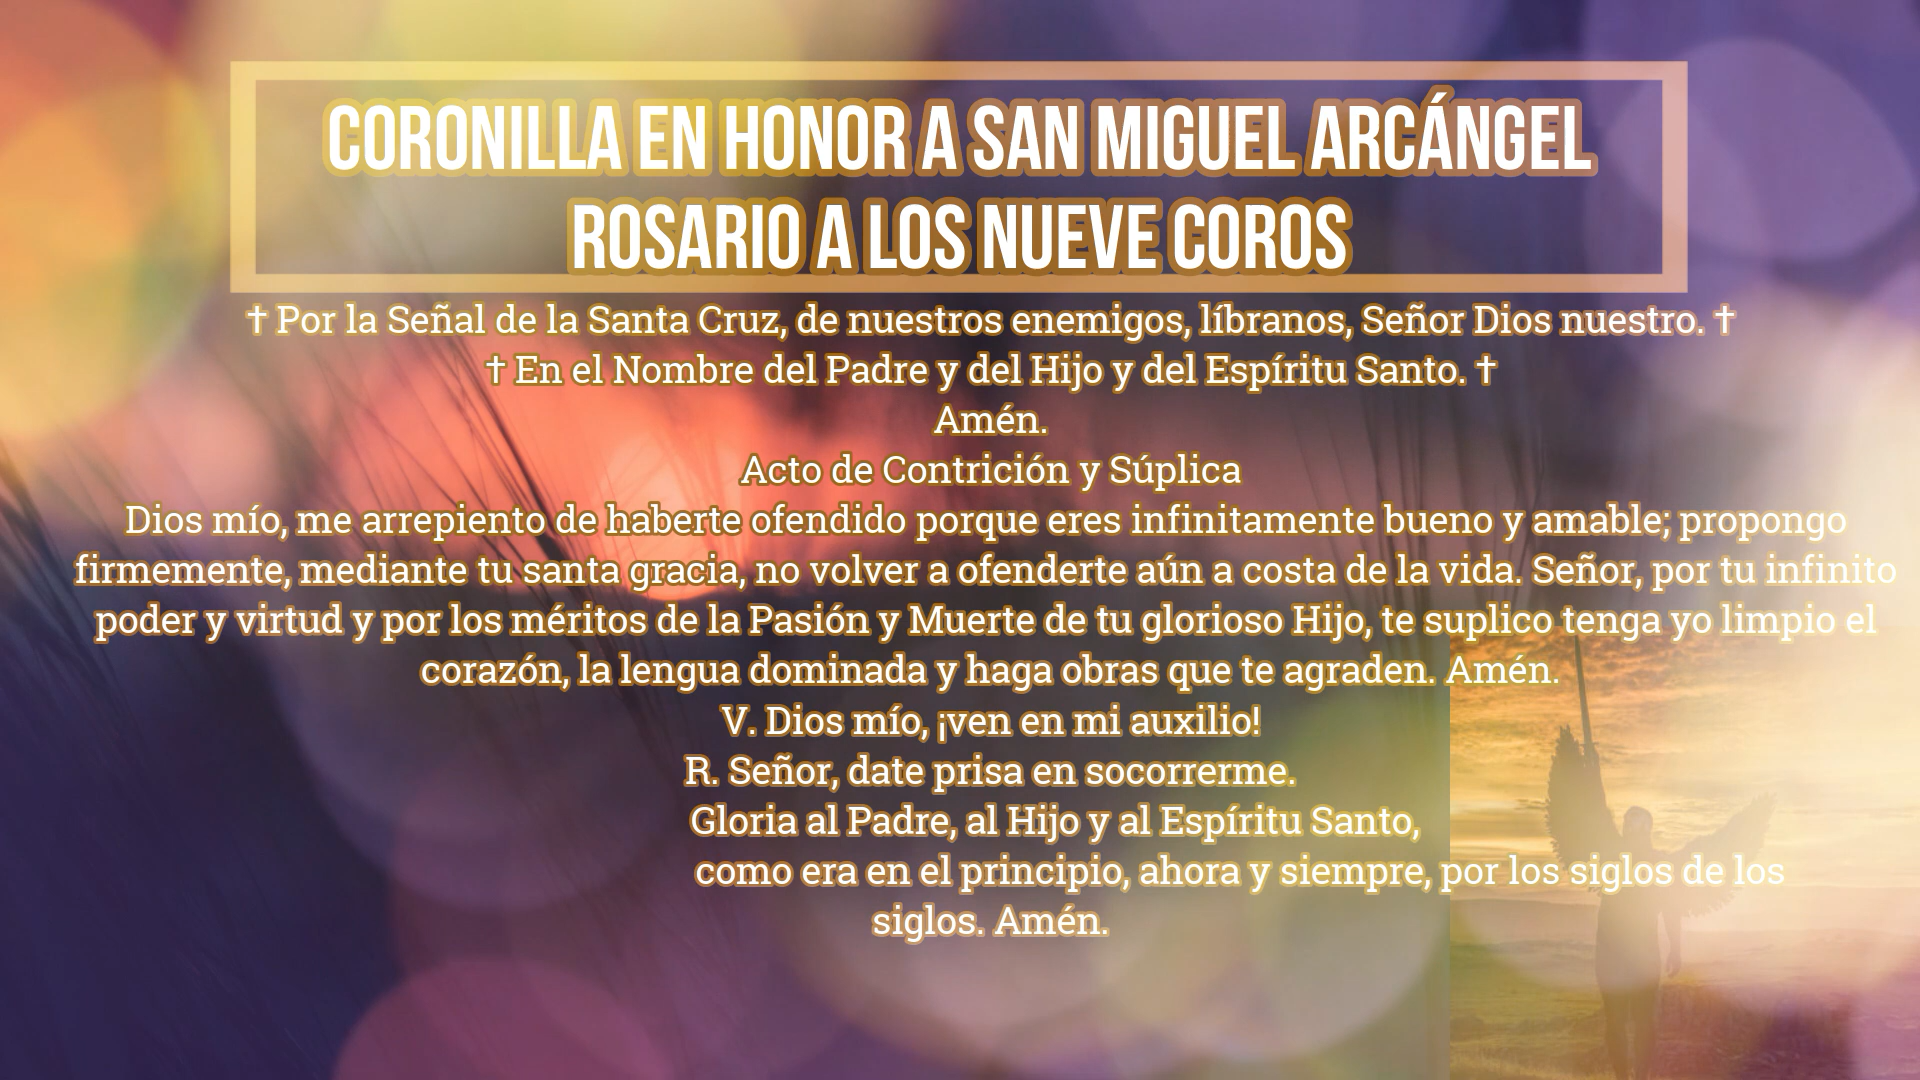 CORONILLA EN HONOR A SAN MIGUEL ARCÁNGEL
ROSARIO A LOS NUEVE COROS
† Por la Señal de la Santa Cruz, de nuestros enemigos, líbranos, Señor Dios nuestro. †
† En el Nombre del Padre y del Hijo y del Espíritu Santo. †
Amén.
Acto de Contrición y Súplica
Dios mío, me arrepiento de haberte ofendido porque eres infinitamente bueno y amable; propongo
firmemente, mediante tu santa gracia, no volver a ofenderte aún a costa de la vida. Señor, por tu infinito
poder y virtud y por los méritos de la Pasión y Muerte de tu glorioso Hijo, te suplico tenga yo limpio el
corazón, la lengua dominada y haga obras que te agraden. Amén.
V. Dios mío, ¡ven en mi auxilio!
R. Señor, date prisa en socorrerme.
Gloria al Padre, al Hijo y al Espíritu Santo,
como era en el principio, ahora y siempre, por los siglos de los
siglos. Amén.